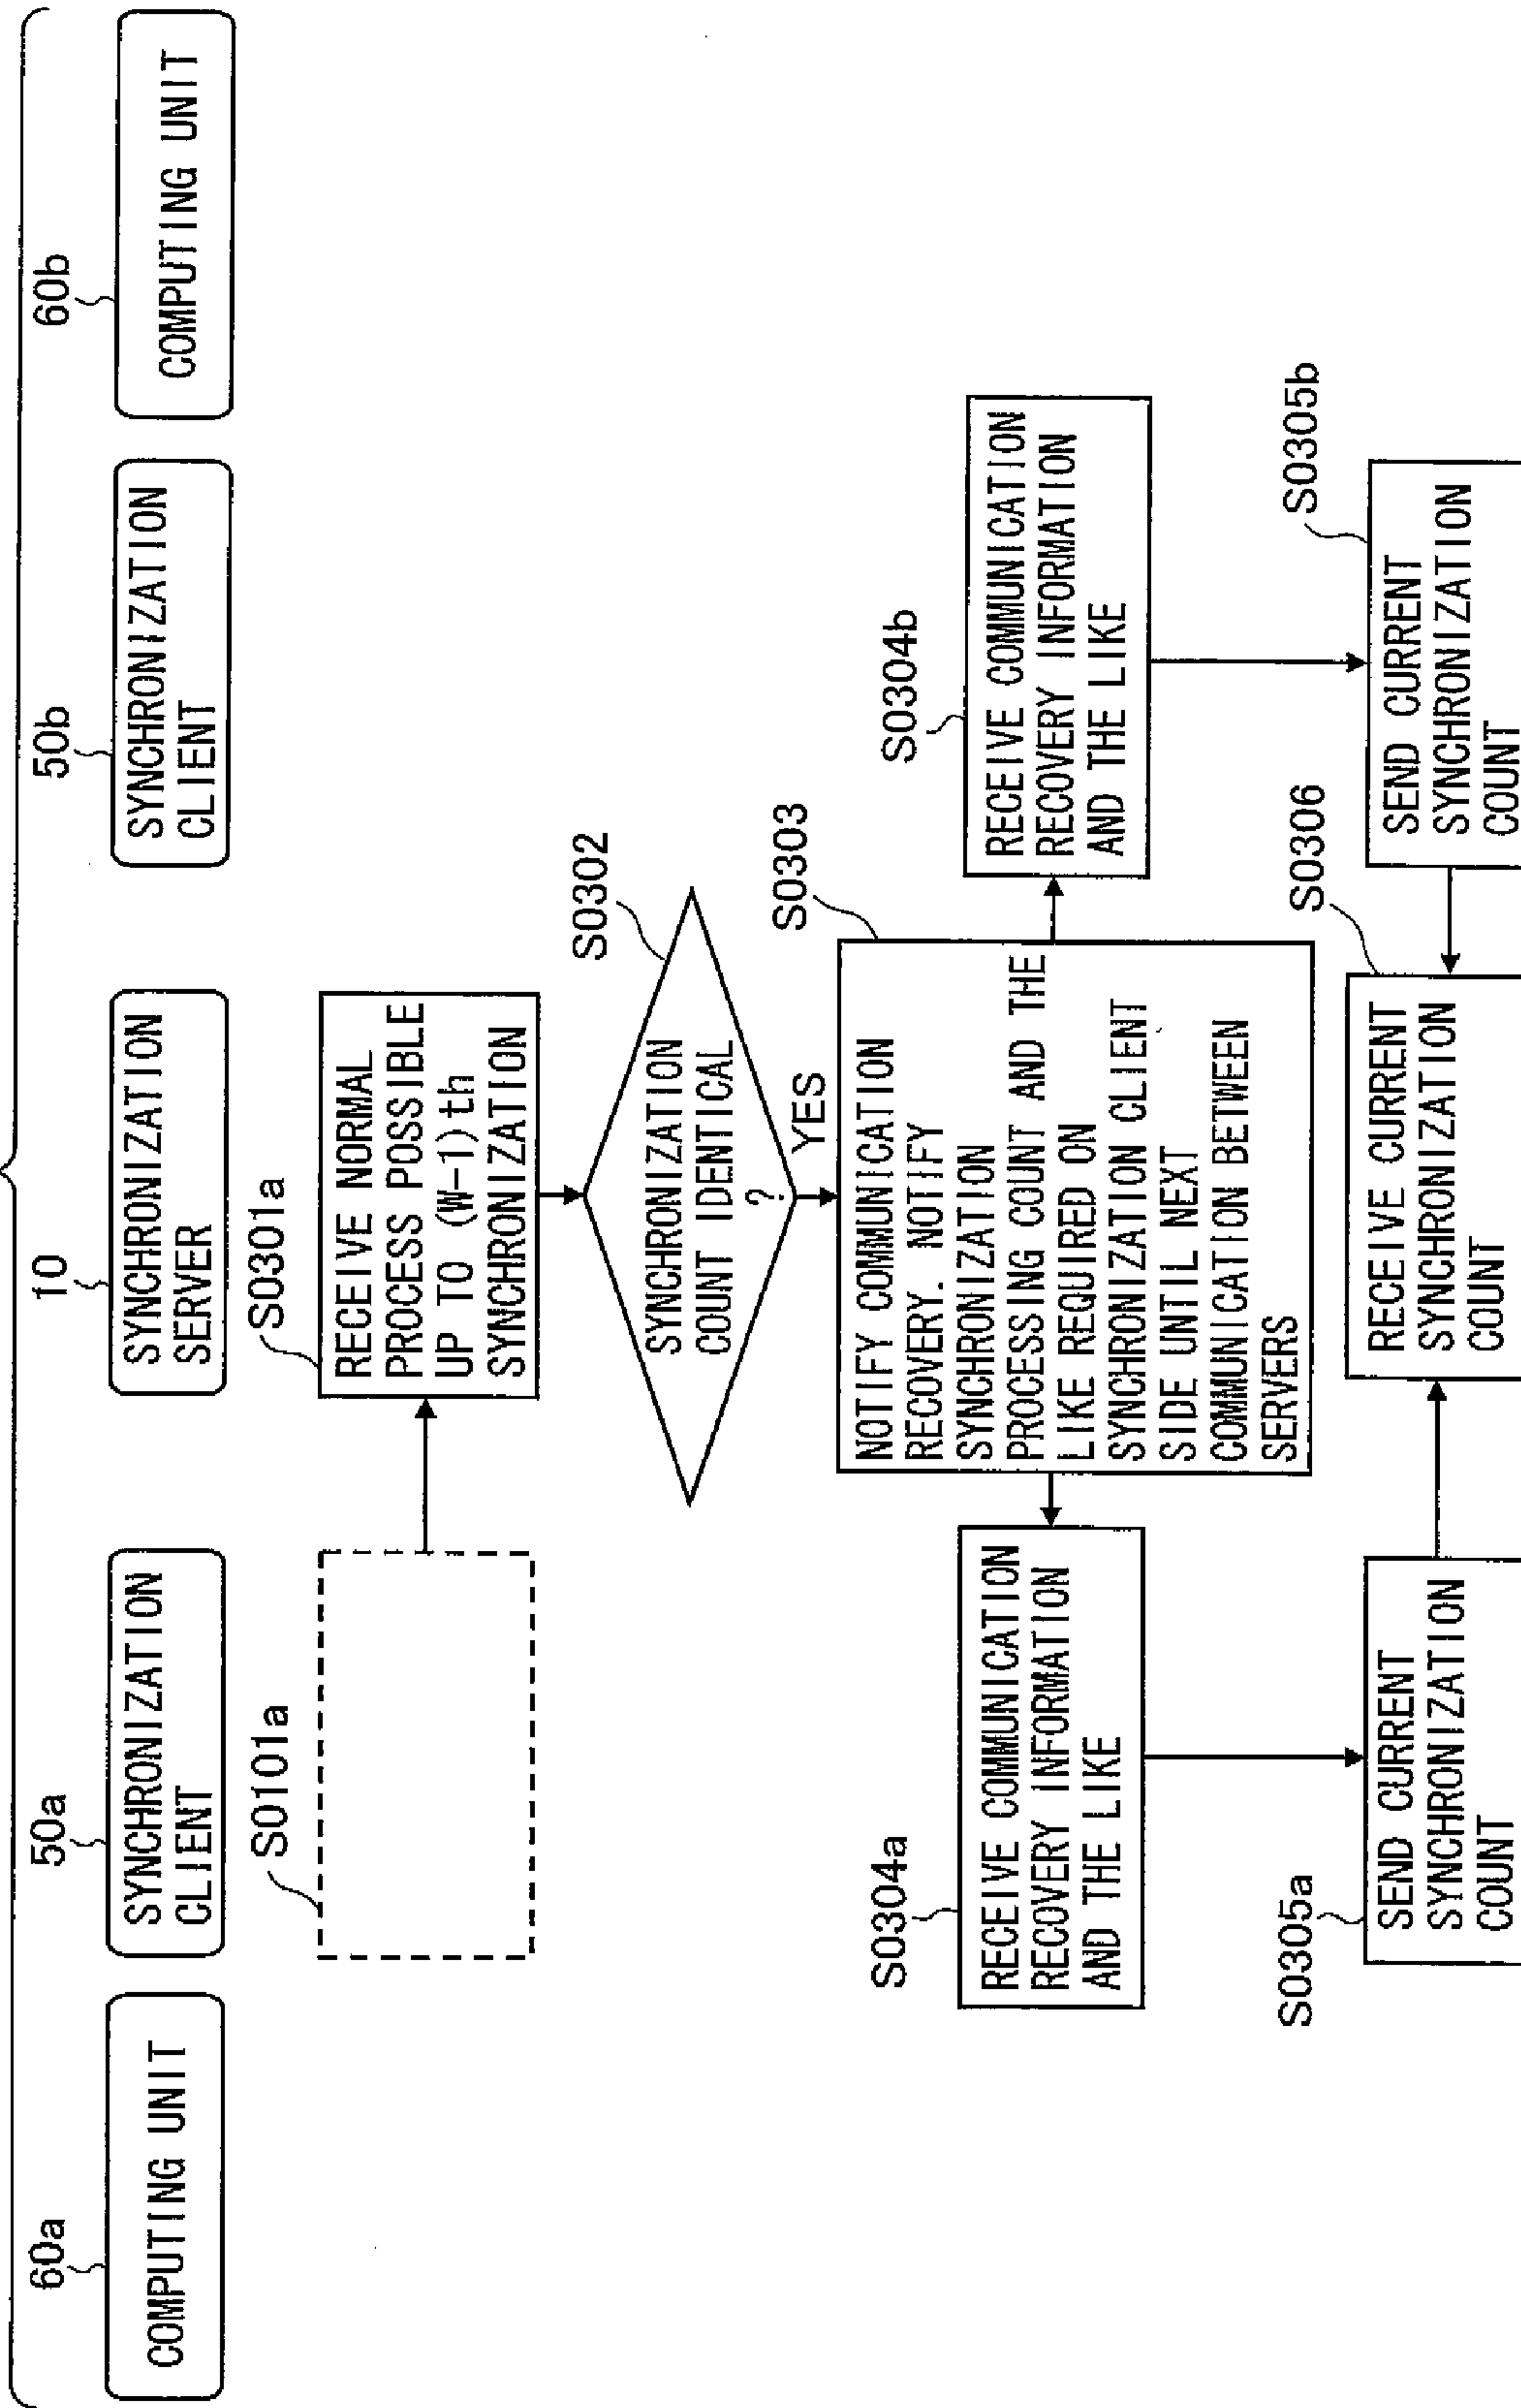 60a
COMPUTING UNIT
50a
SYNCHRONIZATION
CLIENT
10
SYNCHRONIZATION
SERVER
50b
SYNCHRONIZATION
CLIENT
60b
COMPUTING UNIT
S0101a
S0301a
RECEIVE NORMAL
PROCESS POSSIBLE
UP TO (W-1)th
SYNCHRONIZATION
S0302
SYNCHRONIZATION
COUNT IDENTICAL
?
YES
S0303
NOTIFY COMMUNICATION
RECOVERY. NOTIFY
SYNCHRONIZATION
PROCESSING COUNT AND THE
LIKE REQUIRED ON
SYNCHRONIZATION CLIENT
SIDE UNTIL NEXT
COMMUNICATION BETWEEN
SERVERS
S0304a
RECEIVE COMMUNICATION
RECOVERY INFORMATION
AND THE LIKE
S0304b
RECEIVE COMMUNICATION
RECOVERY INFORMATION
AND THE LIKE
S0305a
SEND CURRENT
SYNCHRONIZATION
COUNT
S0306
RECEIVE CURRENT
SYNCHRONIZATION
COUNT
S0305b
SEND CURRENT
SYNCHRONIZATION
COUNT